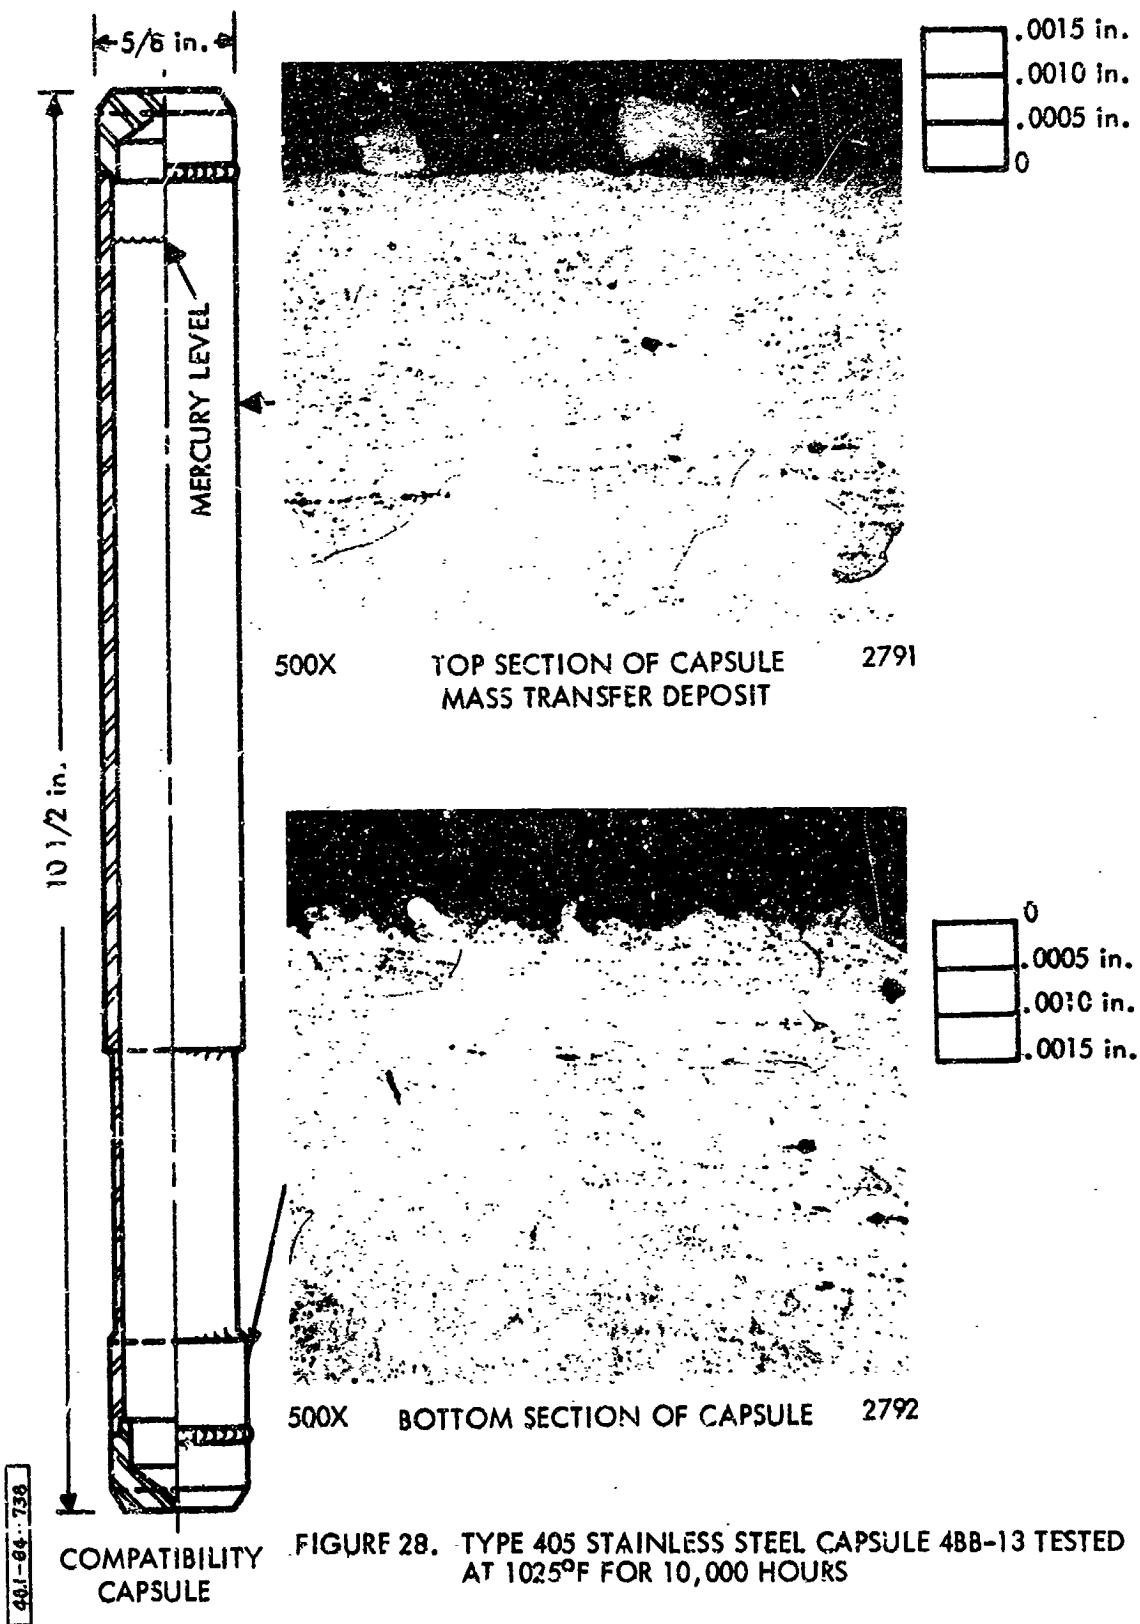 5/8 in.
.0015 in.
.0010 in.
.0005 in.
0
MERCURY LEVEL
10 1/2 in.
500X TOP SECTION OF CAPSULE 2791
MASS TRANSFER DEPOSIT
0
.0005 in.
.0010 in.
.0015 in.
500X BOTTOM SECTION OF CAPSULE 2792
COMPATIBILITY
CAPSULE
FIGURE 28. TYPE 405 STAINLESS STEEL CAPSULE 4BB-13 TESTED
AT 1025°F FOR 10,000 HOURS